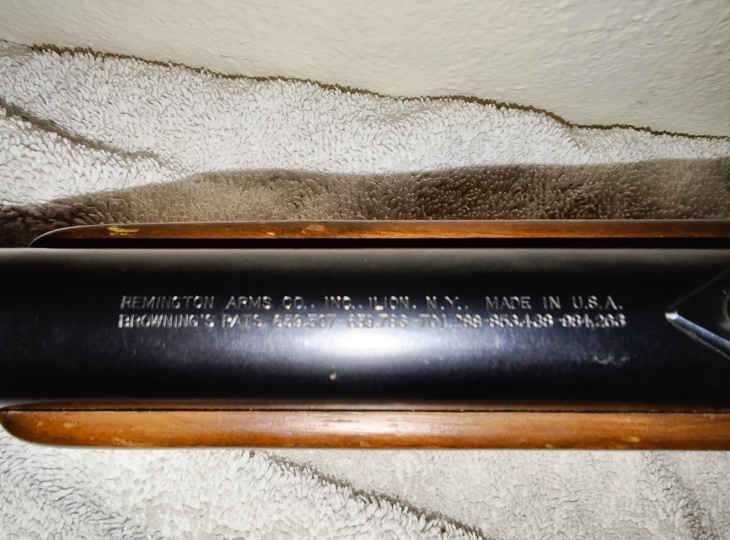 REMINGTON ARMS CO., INC., ILION, N.Y., MADE IN U.S.A.
BROWNING'S PATS. 659,507-659,786-701,288-853,438-984,263